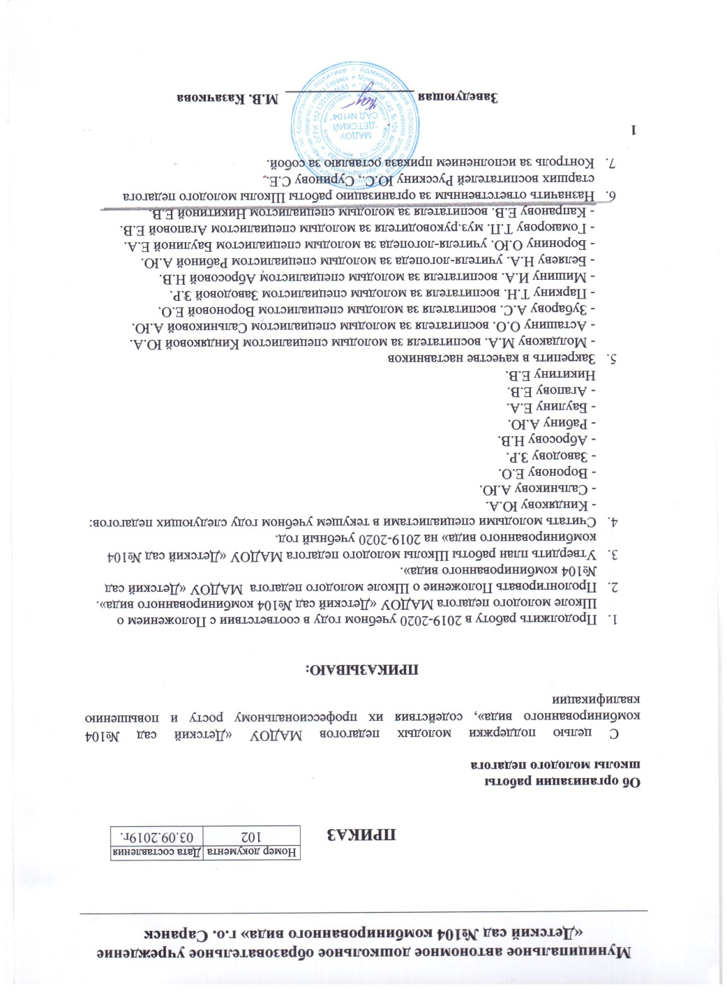 Муниципальное автономное дошкольное образовательное учреждение
«Детский сад №104 комбинированного вида» г.о. Саранск
Номер документа Дата составления
ПРИКАЗ 102 03.09.2019г.
Об организации работы
школы молодого педагога
С целью поддержки молодых педагогов МАДОУ «Детский сад №104
комбинированного вида», содействия их профессиональному росту и повышению
квалификации
ПРИКАЗЫВАЮ:
1. Продолжить работу в 2019-2020 учебном году в соответствии с Положением о
Школе молодого педагога МАДОУ «Детский сад №104 комбинированного вида».
2. Пролонгировать Положение о Школе молодого педагога МАДОУ «Детский сад
№104 комбинированного вида».
3. Утвердить план работы Школы молодого педагога МАДОУ «Детский сад №104
комбинированного вида» на 2019-2020 учебный год.
4. Считать молодыми специалистами в текущем учебном году следующих педагогов:
- Киндякову Ю.А.
- Сальникову А.Ю.
- Воронову Е.О.
- Заводову З.Р.
- Абросову Н.В.
- Рабину А.Ю.
- Баулину Е.А.
- Агапову Е.В.
Никитину Е.В.
5. Закрепить в качестве наставников
- Молдакову М.А. воспитателя за молодым специалистом Киндяковой Ю.А.
- Асташину О.О. воспитателя за молодым специалистом Сальниковой А.Ю.
- Зубарову А.С. воспитателя за молодым специалистом Вороновой Е.О.
- Паркину Т.Н. воспитателя за молодым специалистом Заводовой З.Р.
- Мишину И.А. воспитателя за молодым специалистом Абросовой Н.В.
- Беляеву Н.А. учителя-логопеда за молодым специалистом Рабиной А.Ю.
- Воронину О.Ю. учителя-логопеда за молодым специалистом Баулиной Е.А.
- Гомаюрову Т.П. муз.руководителя за молодым специалистом Агаповой Е.В.
- Капранову Е.В. воспитателя за молодым специалистом Никитиной Е.В.
6. Назначить ответственным за организацию работы Школы молодого педагога
старших воспитателей Рускину Ю.С., Суринову С.Е.
7. Контроль за исполнением приказа оставляю за собой.
1
Заведующая М.В. Казачкова
МАДОУ
"ДЕТСКИЙ
САД №104"